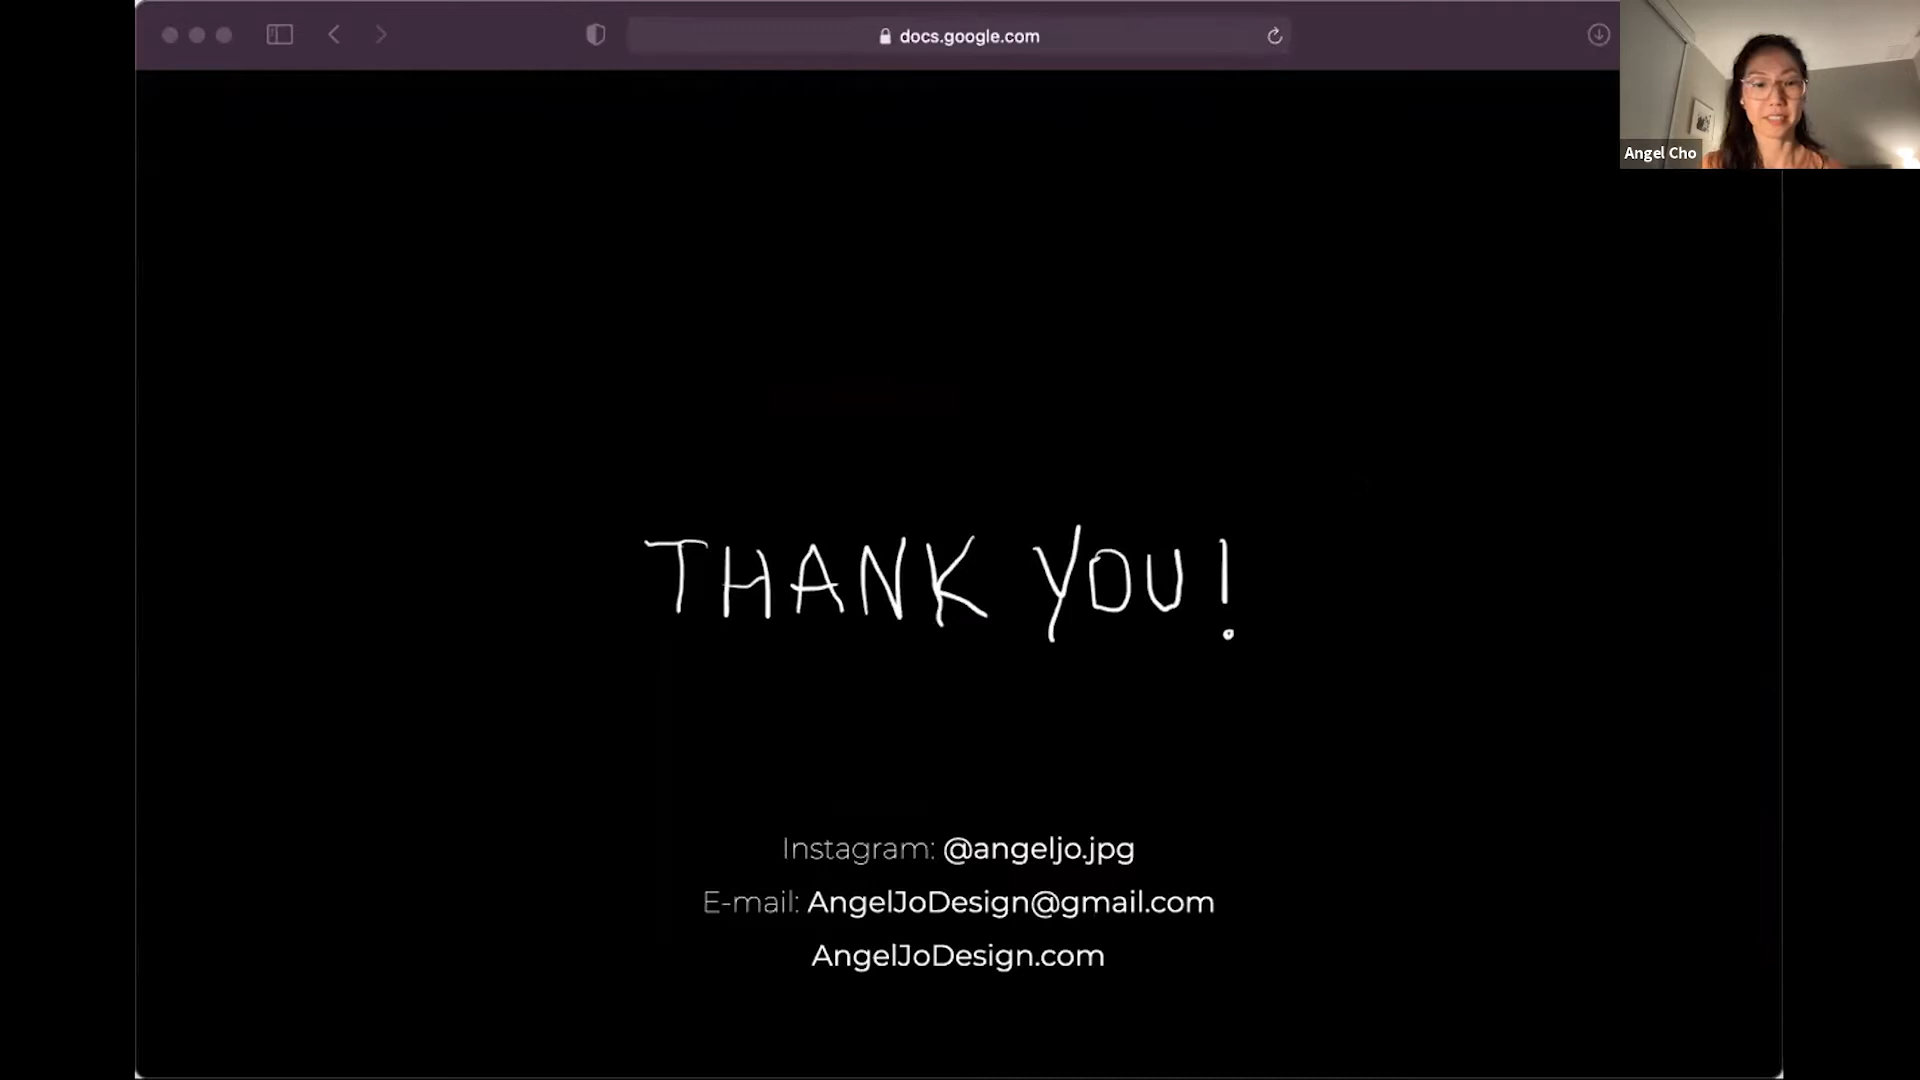 docs.google.com
Angel Cho
THANK YOU!
Instagram: @angeljo.jpg
E-mail: AngelJoDesign@gmail.com
AngelJoDesign.com